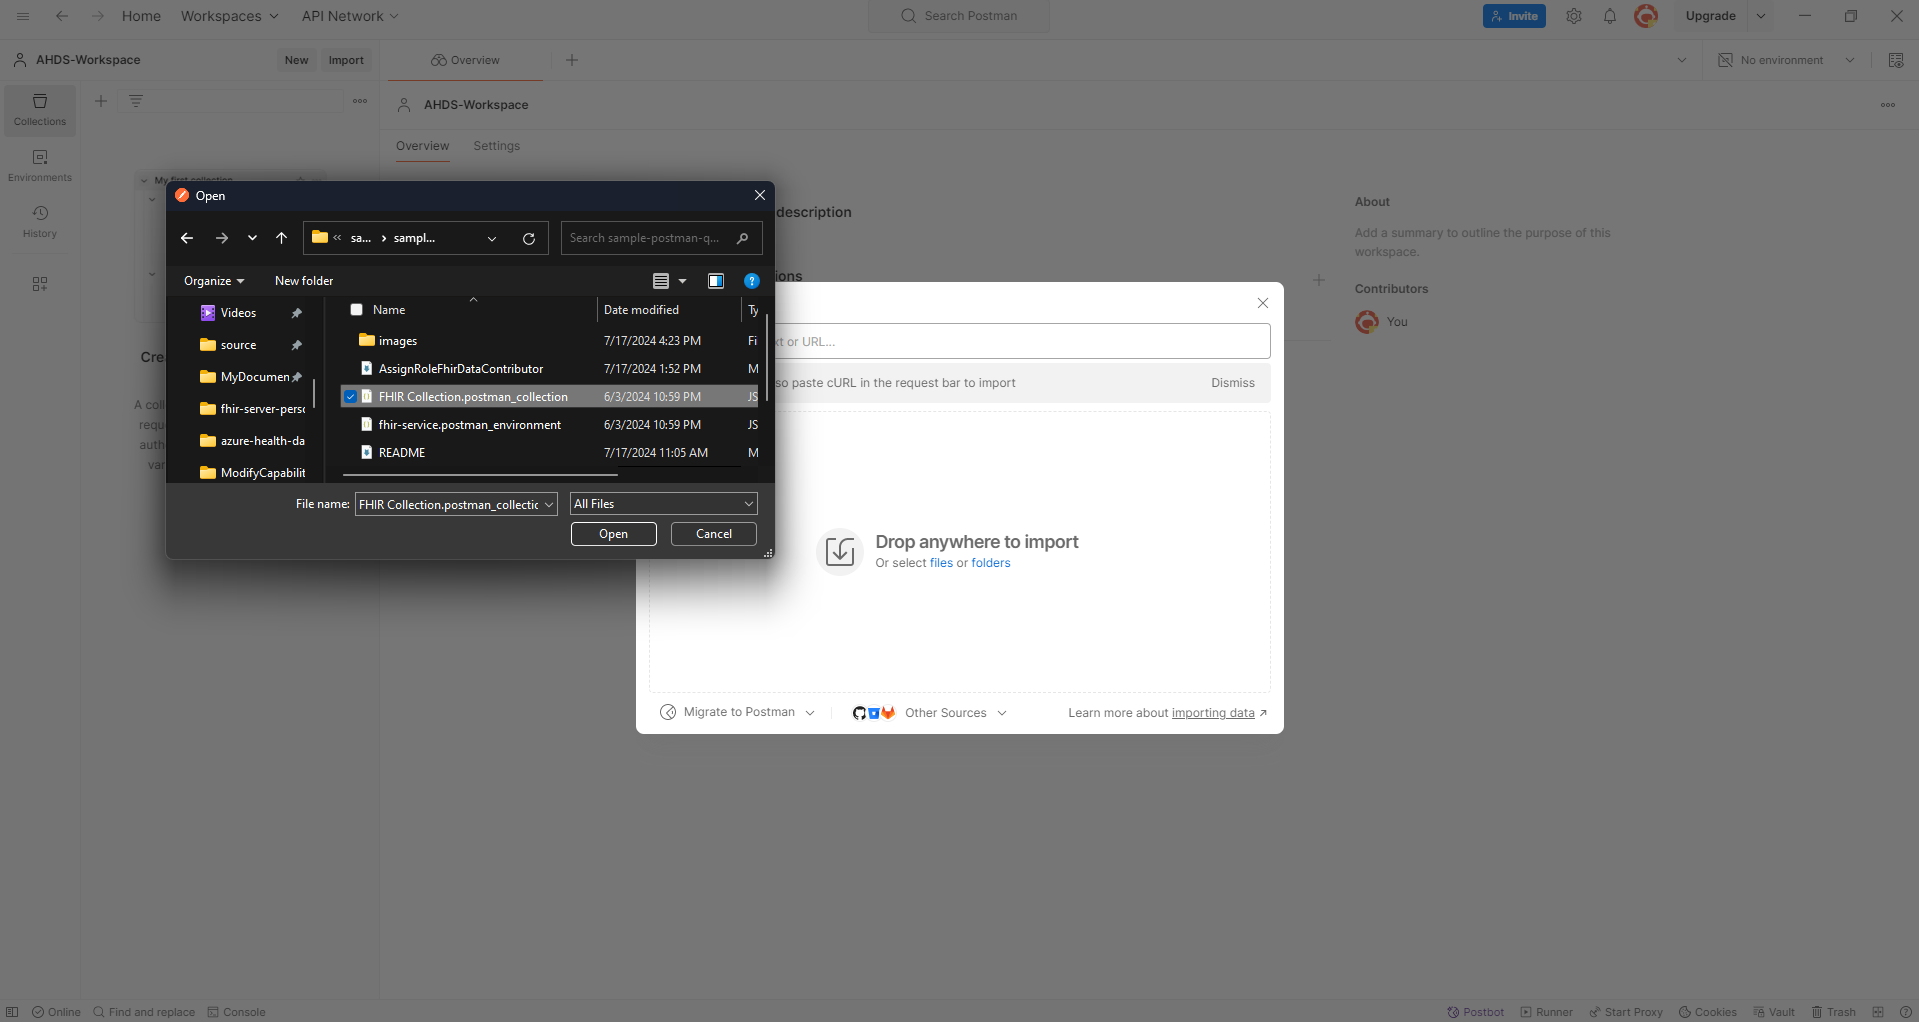 Home Workspaces API Network Search Postman Invite Upgrade
AHDS-Workspace New Import Overview No environment
Collections
Environments
History
AHDS-Workspace
Overview Settings
My first collection
Open
sa... sampl... Search sample-postman-q...
Organize New folder
Videos
source
MyDocumen
fhir-server-perso
azure-health-da
ModifyCapabilit
Name Date modified Ty
images 7/17/2024 4:23 PM Fi
AssignRoleFhirDataContributor 7/17/2024 1:52 PM M
FHIR Collection.postman_collection 6/3/2024 10:59 PM JS
fhir-service.postman_environment 6/3/2024 10:59 PM JS
README 7/17/2024 11:05 AM M
File name: FHIR Collection.postman_collectic All Files
Open Cancel
Cre
A coll
reque
auth
var
description
ions
xt or URL...
so paste cURL in the request bar to import Dismiss
Drop anywhere to import
Or select files or folders
Migrate to Postman Other Sources Learn more about importing data
About
Add a summary to outline the purpose of this
workspace.
Contributors
You
Online Find and replace Console Postbot Runner Start Proxy Cookies Vault Trash